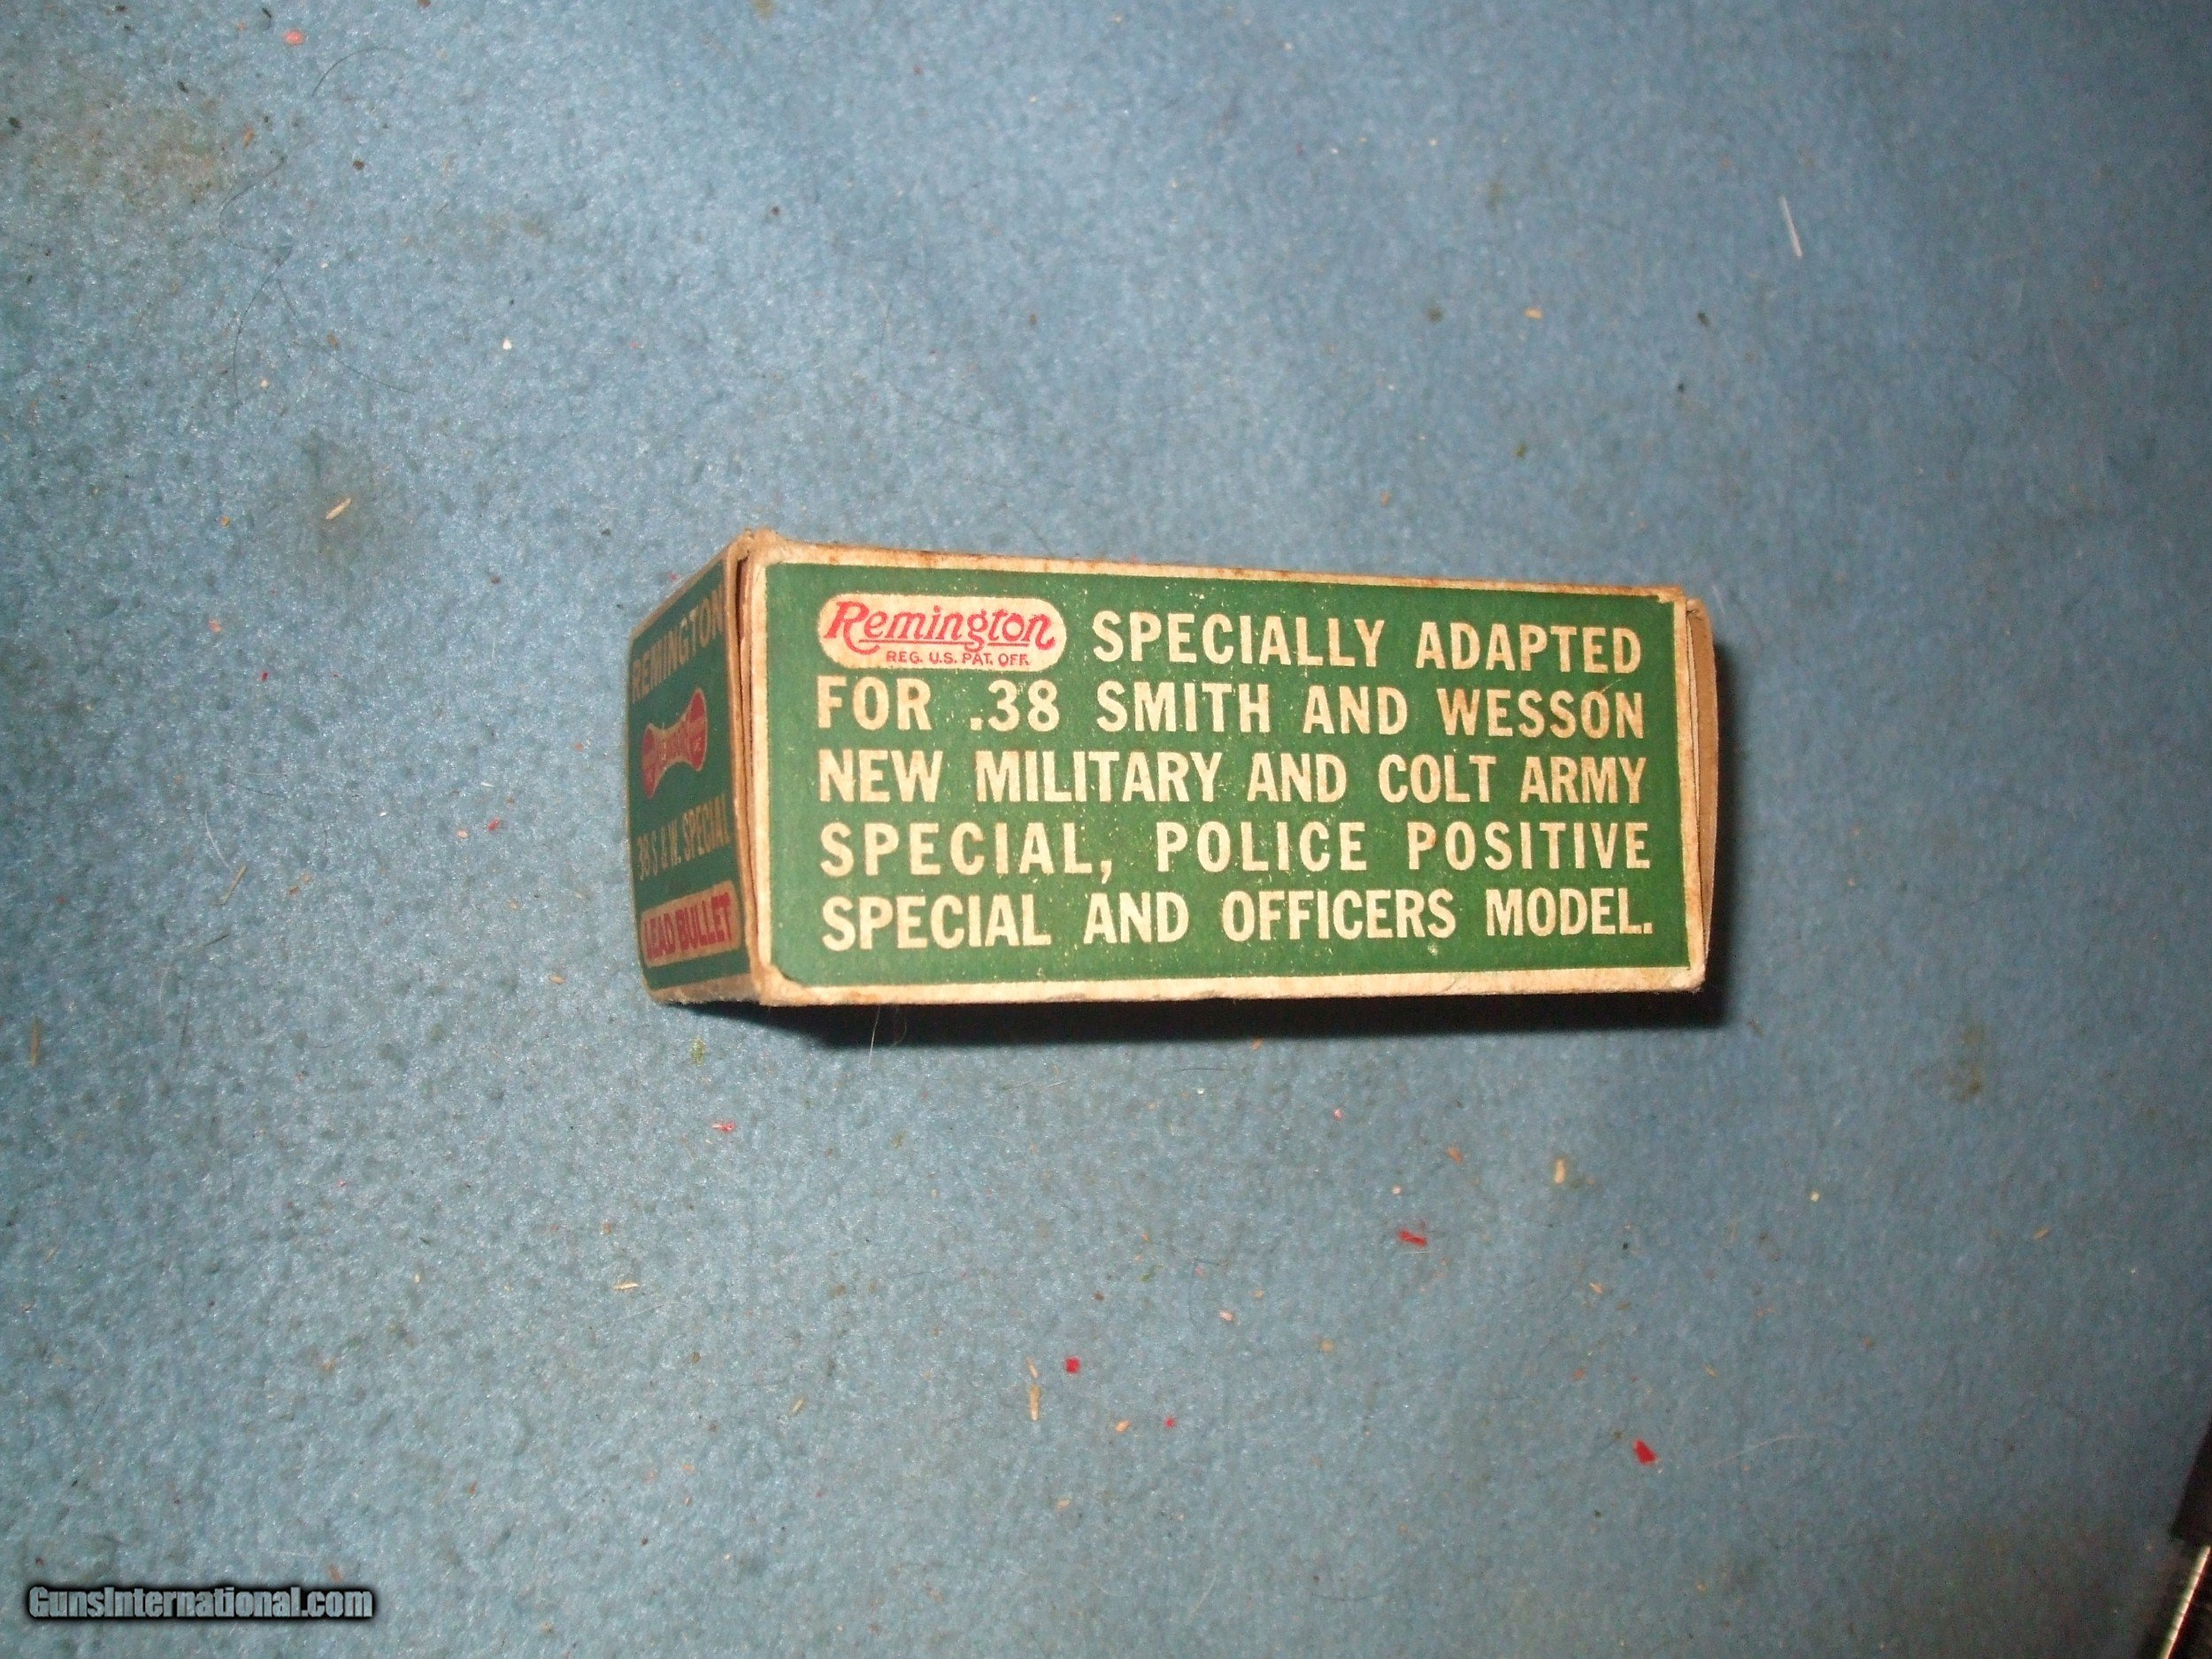 Remington
REG. U.S. PAT. OFF.
SPECIALLY ADAPTED
FOR .38 SMITH AND WESSON
NEW MILITARY AND COLT ARMY
SPECIAL, POLICE POSITIVE
SPECIAL AND OFFICERS MODEL.
REMINGTON
38 S & W. SPECIAL
LEAD BULLET
GunsInternational.com